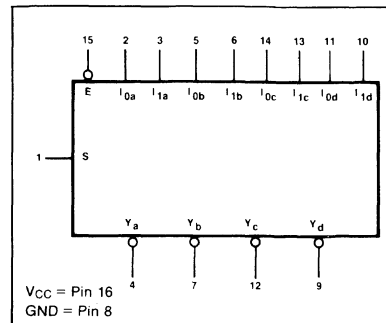 15 2 3 5 6 14 13 11 10
E I0a I1a I0b I1b I0c I1c I0d I1d
1 S
Ya Yb Yc Yd
4 7 12 9
VCC = Pin 16
GND = Pin 8